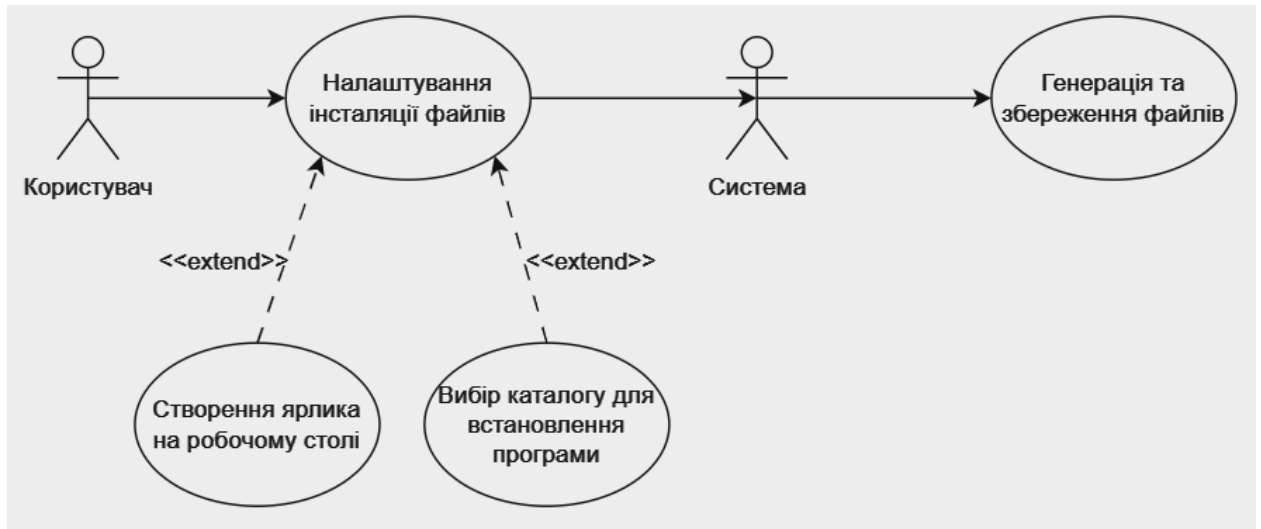 Налаштування
інсталяції файлів
Генерація та
збереження файлів
Користувач
Система
<<extend>>
<<extend>>
Створення ярлика
на робочому столі
Вибір каталогу для
встановлення
програми